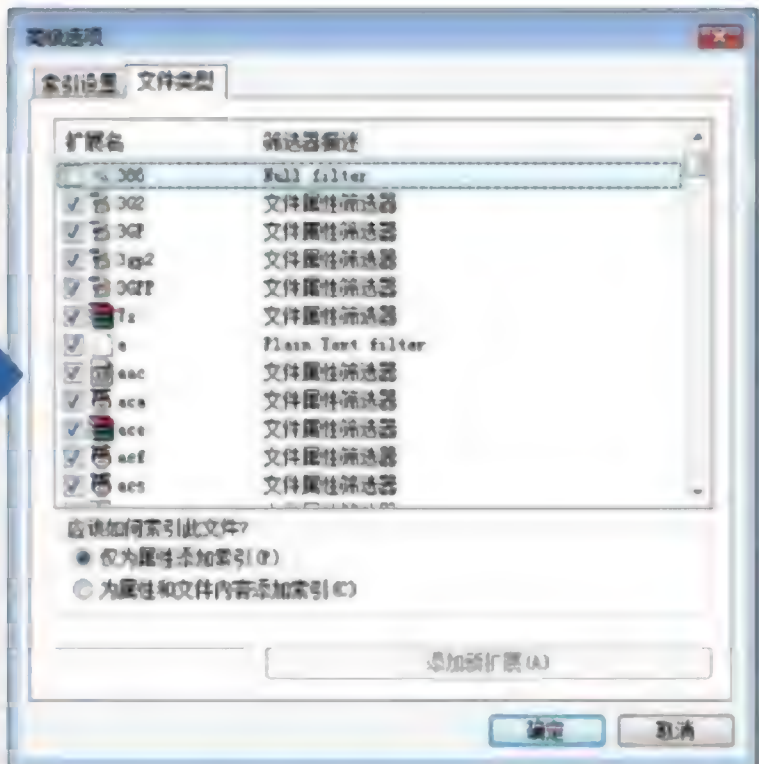 高级选项
索引设置 文件类型
扩展名 筛选器描述
386 Null filter
3G2 文件属性筛选器
3GP 文件属性筛选器
3gp2 文件属性筛选器
3GPP 文件属性筛选器
7z 文件属性筛选器
a Plain Text filter
aac 文件属性筛选器
aca 文件属性筛选器
ace 文件属性筛选器
acf 文件属性筛选器
acs 文件属性筛选器
应该如何索引此文件?
仅为属性添加索引(P)
为属性和文件内容添加索引(C)
添加新扩展(A)
确定 取消